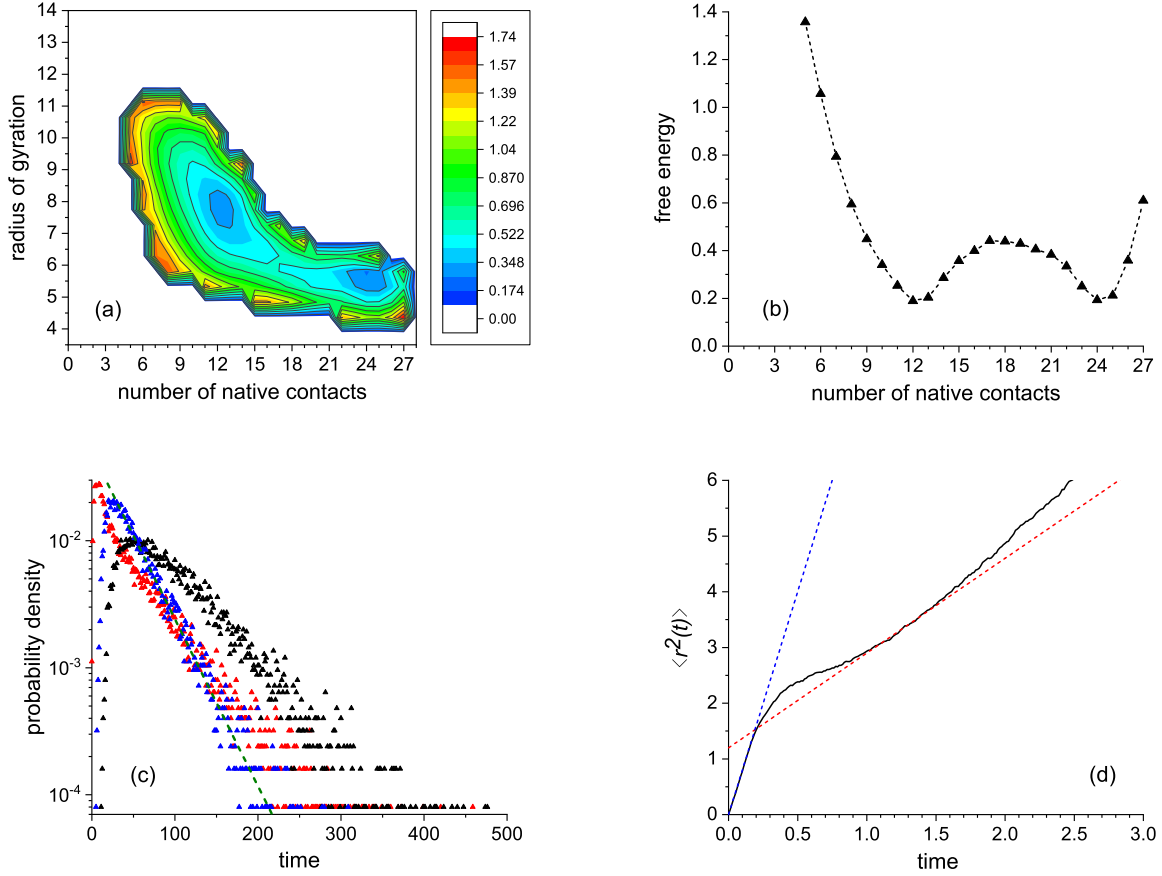 14
13
12
11
10
9
8
7
6
5
4
radius of gyration
(a)
0 3 6 9 12 15 18 21 24 28
number of native contacts
1.74
1.57
1.39
1.22
1.04
0.870
0.696
0.522
0.348
0.174
0.00
1.4
1.2
1.0
0.8
0.6
0.4
0.2
0.0
free energy
(b)
0 3 6 9 12 15 18 21 24 27
number of native contacts
10-2
10-3
10-4
probability density
(c)
0 100 200 300 400 500
time
6
5
4
3
2
1
0
<r2(t)>
(d)
0.0 0.5 1.0 1.5 2.0 2.5 3.0
time